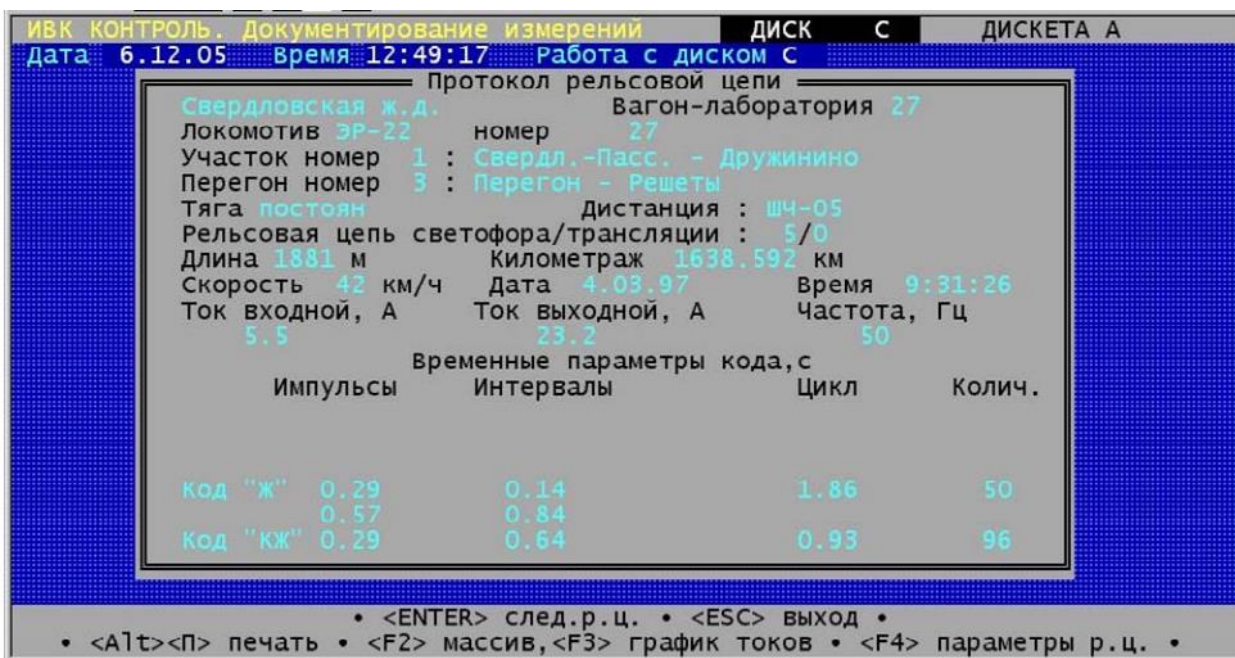 ИВК КОНТРОЛЬ. Документирование измерений ДИСК С ДИСКЕТА А
Дата 6.12.05 Время 12:49:17 Работа с диском С
Протокол рельсовой цепи
Свердловская ж.д. Вагон-лаборатория 27
Локомотив ЭР-22 номер 27
Участок номер 1 : Свердл.-Пасс. - Дружинино
Перегон номер 3 : Перегон - Решеты
Тяга постоян Дистанция : ШЧ-05
Рельсовая цепь светофора/трансляции : 5/0
Длина 1881 м Километраж 1638.592 км
Скорость 42 км/ч Дата 4.03.97 Время 9:31:26
Ток входной, А Ток выходной, А Частота, Гц
5.5 23.2 50
Временные параметры кода,с
Импульсы Интервалы Цикл Колич.
Код "Ж" 0.29 0.14 1.86 50
0.57 0.84
Код "КЖ" 0.29 0.64 0.93 96
• <ENTER> след.р.ц. • <ESC> выход •
• <Alt><П> печать • <F2> массив,<F3> график токов • <F4> параметры р.ц. •